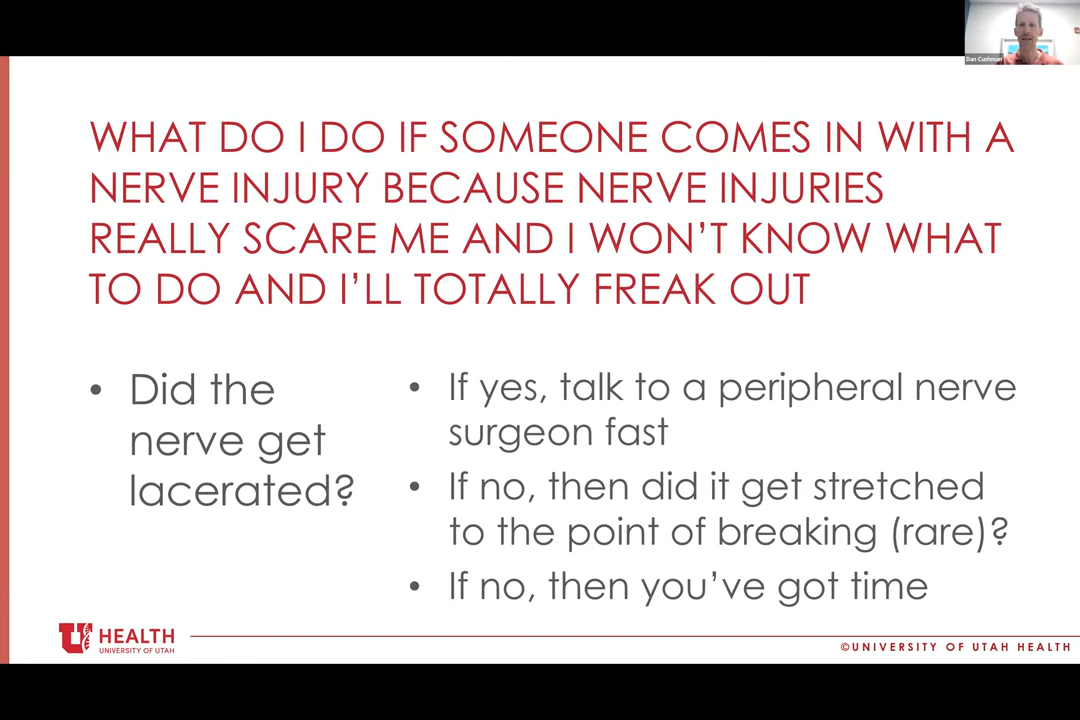 Dan Cushman
WHAT DO I DO IF SOMEONE COMES IN WITH A
NERVE INJURY BECAUSE NERVE INJURIES
REALLY SCARE ME AND I WON'T KNOW WHAT
TO DO AND I'LL TOTALLY FREAK OUT
• Did the
nerve get
lacerated?
• If yes, talk to a peripheral nerve
surgeon fast
• If no, then did it get stretched
to the point of breaking (rare)?
• If no, then you've got time
U HEALTH
UNIVERSITY OF UTAH
©UNIVERSITY OF UTAH HEALTH